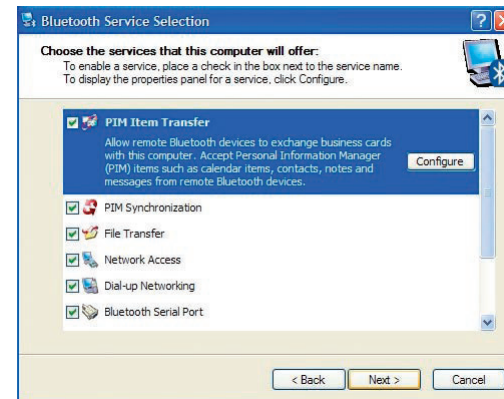 Bluetooth Service Selection
Choose the services that this computer will offer:
To enable a service, place a check in the box next to the service name.
To display the properties panel for a service, click Configure.
PIM Item Transfer
Allow remote Bluetooth devices to exchange business cards
with this computer. Accept Personal Information Manager
(PIM) items such as calendar items, contacts, notes and
messages from remote Bluetooth devices.
Configure
PIM Synchronization
File Transfer
Network Access
Dial-up Networking
Bluetooth Serial Port
< Back
Next >
Cancel